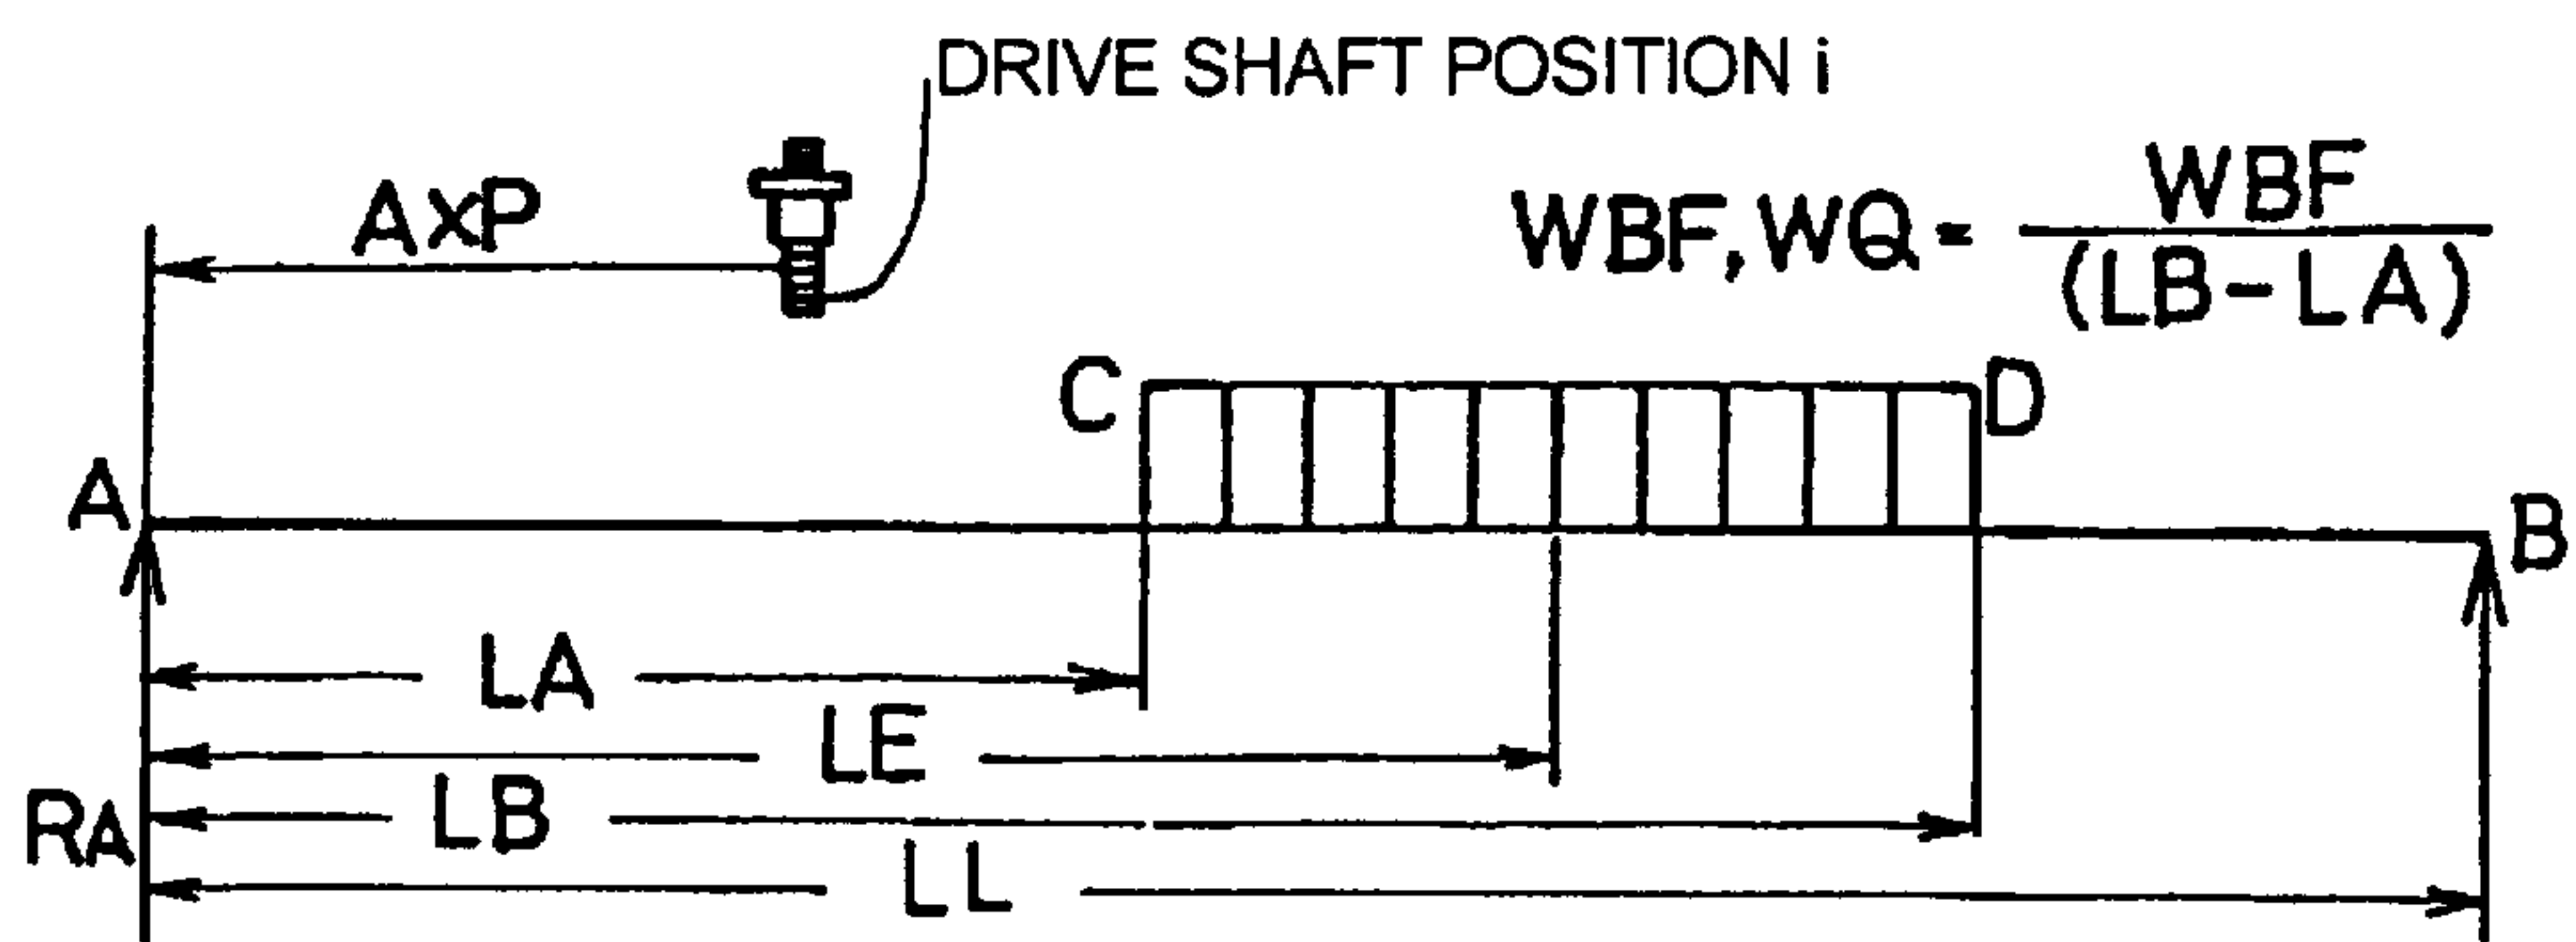 DRIVE SHAFT POSITION i
AXP
WBF, WQ = WBF / (LB-LA)
C
D
A
B
LA
LE
LB
RA
LL